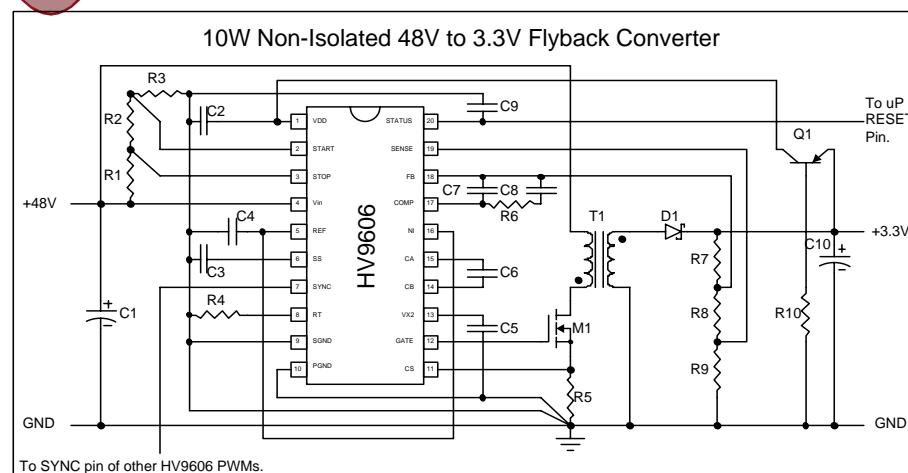 10W Non-Isolated 48V to 3.3V Flyback Converter
R3
C2
C9
To uP
RESET
Pin.
R2
1 VDD STATUS 20
Q1
2 START SENSE 19
R1
3 STOP FB 18
C7 C8
+48V
4 Vin COMP 17
R6
C4
T1
D1
5 REF NI 16
+3.3V
C10
C3
6 SS CA 15
C6
R7
7 SYNC CB 14
HV9606
C1
+
–
R4
8 RT VX2 13
C5
M1
R8
R10
9 SGND GATE 12
R9
10 PGND CS 11
R5
+
–
GND
GND
To SYNC pin of other HV9606 PWMs.